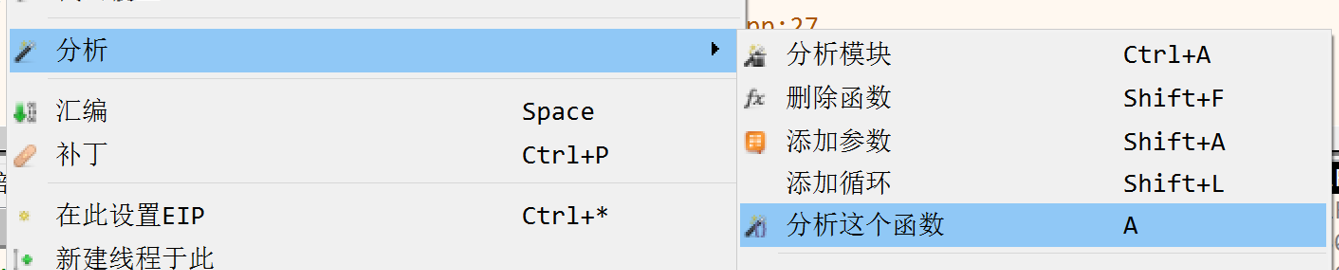 pp:27
分析
汇编 Space
补丁 Ctrl+P
在此设置EIP Ctrl+*
新建线程于此
分析模块 Ctrl+A
删除函数 Shift+F
添加参数 Shift+A
添加循环 Shift+L
分析这个函数 A